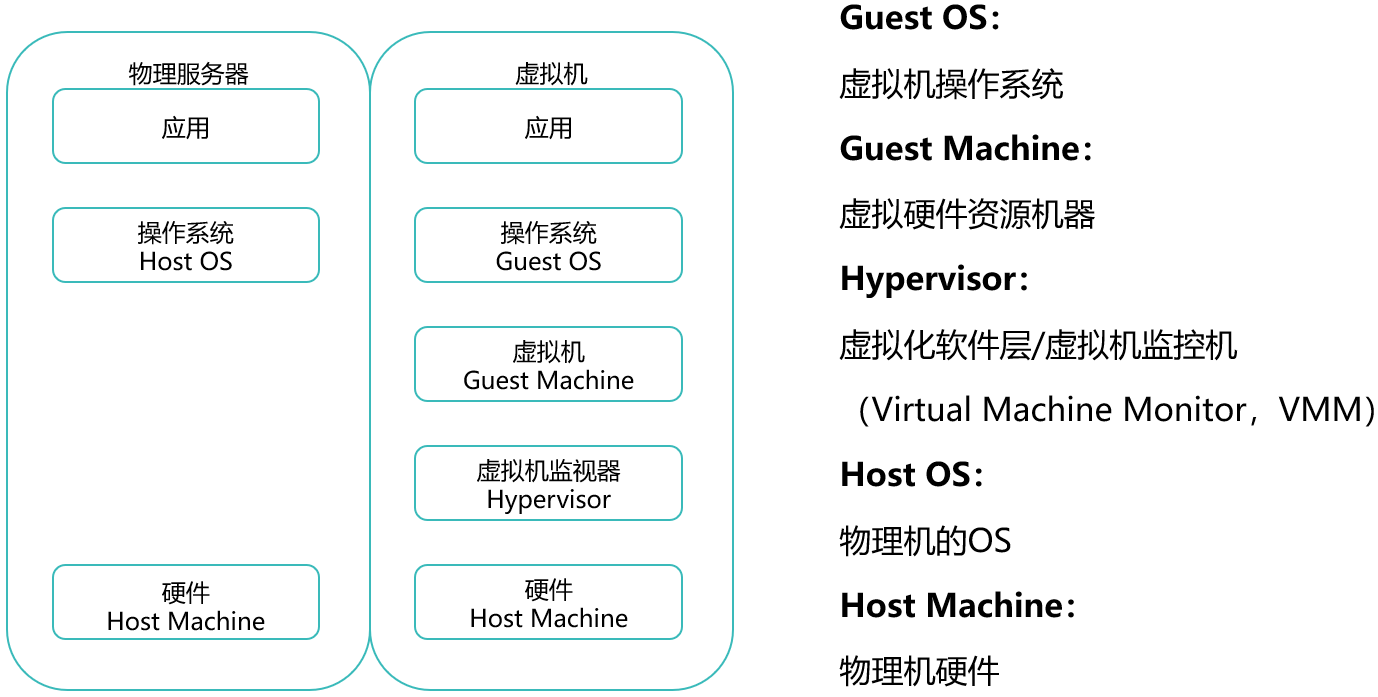 物理服务器
应用
操作系统
Host OS
硬件
Host Machine
虚拟机
应用
操作系统
Guest OS
虚拟机
Guest Machine
虚拟机监视器
Hypervisor
硬件
Host Machine
Guest OS：
虚拟机操作系统
Guest Machine：
虚拟硬件资源机器
Hypervisor：
虚拟化软件层/虚拟机监控机
（Virtual Machine Monitor，VMM）
Host OS：
物理机的OS
Host Machine：
物理机硬件